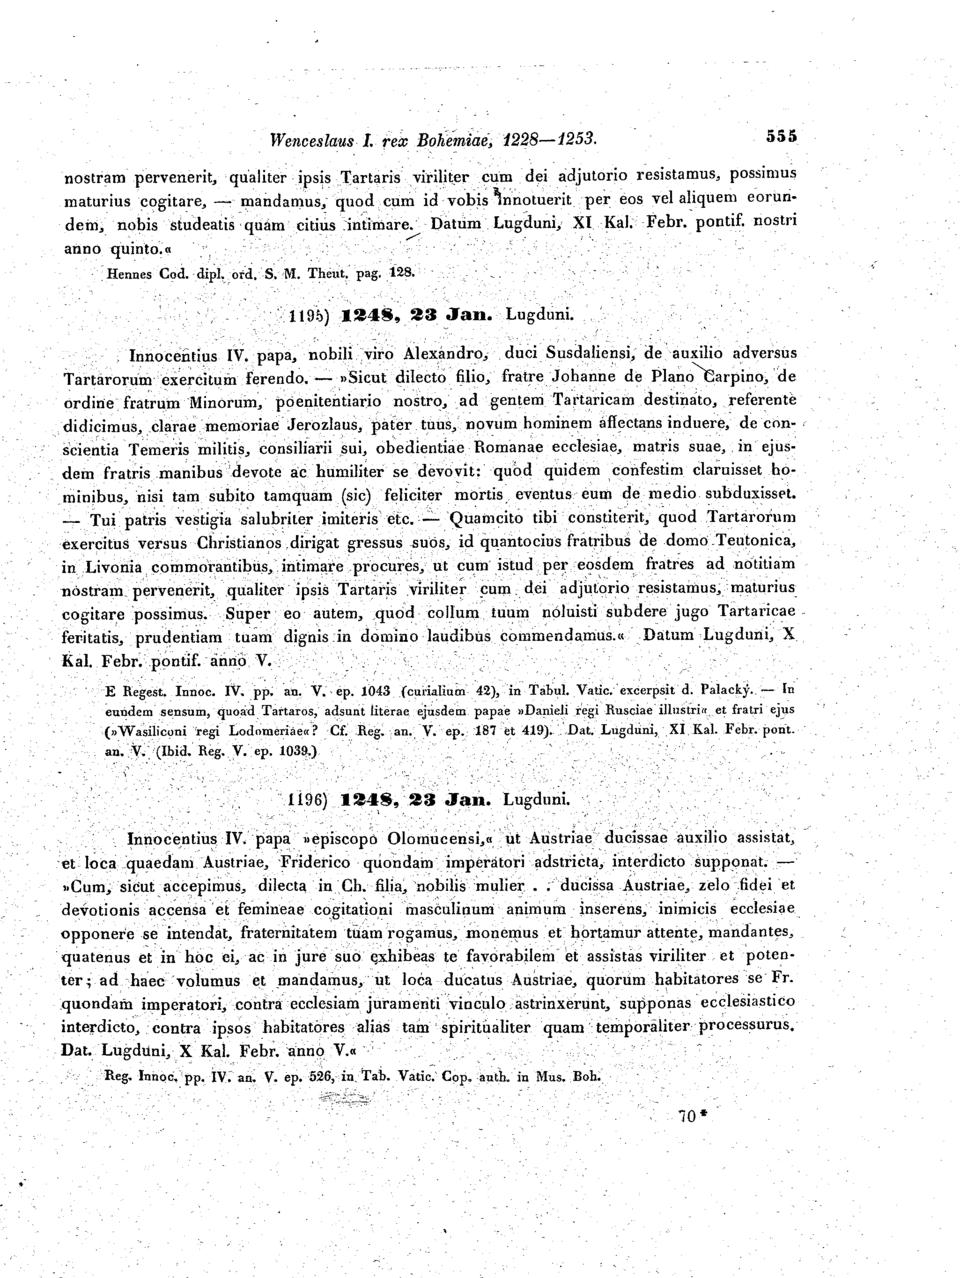 Wenceslaus I. rex Bohemiae, 1228—1253. 555
nostram pervenerit, qualiter ipsis Tartaris viriliter cum dei adjutorio resistamus, possimus
maturius cogitare, — mandamus, quod cum id vobis innotuerit per eos vel aliquem eorun-
dem, nobis studeatis quam citius intimare. Datum Lugduni, XI Kal. Febr. pontif. nostri
anno quinto.«
Hennes Cod. dipl. ord. S. M. Theut. pag. 128.
1195) 1248, 23 Jan. Lugduni.
Innocentius IV. papa, nobili viro Alexandro, duci Susdaliensi, de auxilio adversus
Tartarorum exercitum ferendo. — »Sicut dilecto filio, fratre Johanne de Plano Carpino, de
ordine fratrum Minorum, poenitentiario nostro, ad gentem Tartaricam destinato, referente
didicimus, clarae memoriae Jerozlaus, pater tuus, novum hominem affectans induere, de con-
scientia Temeris militis, consiliarii sui, obedientiae Romanae ecclesiae, matris suae, in ejus-
dem fratris manibus devote ac humiliter se devovit: quod quidem confestim claruisset ho-
minibus, nisi tam subito tamquam (sic) feliciter mortis eventus eum de medio subduxisset.
— Tui patris vestigia salubriter imiteris etc. — Quamcito tibi constiterit, quod Tartarorum
exercitus versus Christianos dirigat gressus suos, id quantocius fratribus de domo Teutonica,
in Livonia commorantibus, intimare procures, ut cum istud per eosdem fratres ad notitiam
nostram pervenerit, qualiter ipsis Tartaris viriliter cum dei adjutorio resistamus, maturius
cogitare possimus. Super eo autem, quod collum tuum noluisti subdere jugo Tartaricae
feritatis, prudentiam tuam dignis in domino laudibus commendamus.« Datum Lugduni, X
Kal. Febr. pontif. anno V.
E Regest. Innoc. IV. pp. an. V. ep. 1043 (curialium 42), in Tabul. Vatic. excerpsit d. Palacký. — In
eundem sensum, quoad Tartaros, adsunt literae ejusdem papae »Danieli regi Rusciae illustri« et fratri ejus
(»Wasiliconi regi Lodomeriae«? Cf. Reg. an. V. ep. 187 et 419). Dat. Lugduni, XI Kal. Febr. pont.
an. V. (Ibid. Reg. V. ep. 1039.)
1196) 1248, 23 Jan. Lugduni.
Innocentius IV. papa »episcopo Olomucensi,« ut Austriae ducissae auxilio assistat,
et loca quaedam Austriae, Friderico quondam imperatori adstricta, interdicto supponat. —
»Cum, sicut accepimus, dilecta in Ch. filia, nobilis mulier . . ducissa Austriae, zelo fidei et
devotionis accensa et femineae cogitationi masculinum animum inserens, inimicis ecclesiae
opponere se intendat, fraternitatem tuam rogamus, monemus et hortamur attente, mandantes,
quatenus et in hoc ei, ac in jure suo exhibeas te favorabilem et assistas viriliter et poten-
ter; ad haec volumus et mandamus, ut loca ducatus Austriae, quorum habitatores se Fr.
quondam imperatori, contra ecclesiam juramenti vinculo astrinxerunt, supponas ecclesiastico
interdicto, contra ipsos habitatores alias tam spiritualiter quam temporaliter processurus.
Dat. Lugduni, X Kal. Febr. anno V.«
Reg. Innoc. pp. IV. an. V. ep. 526, in Tab. Vatic. Cop. auth. in Mus. Boh.
70*